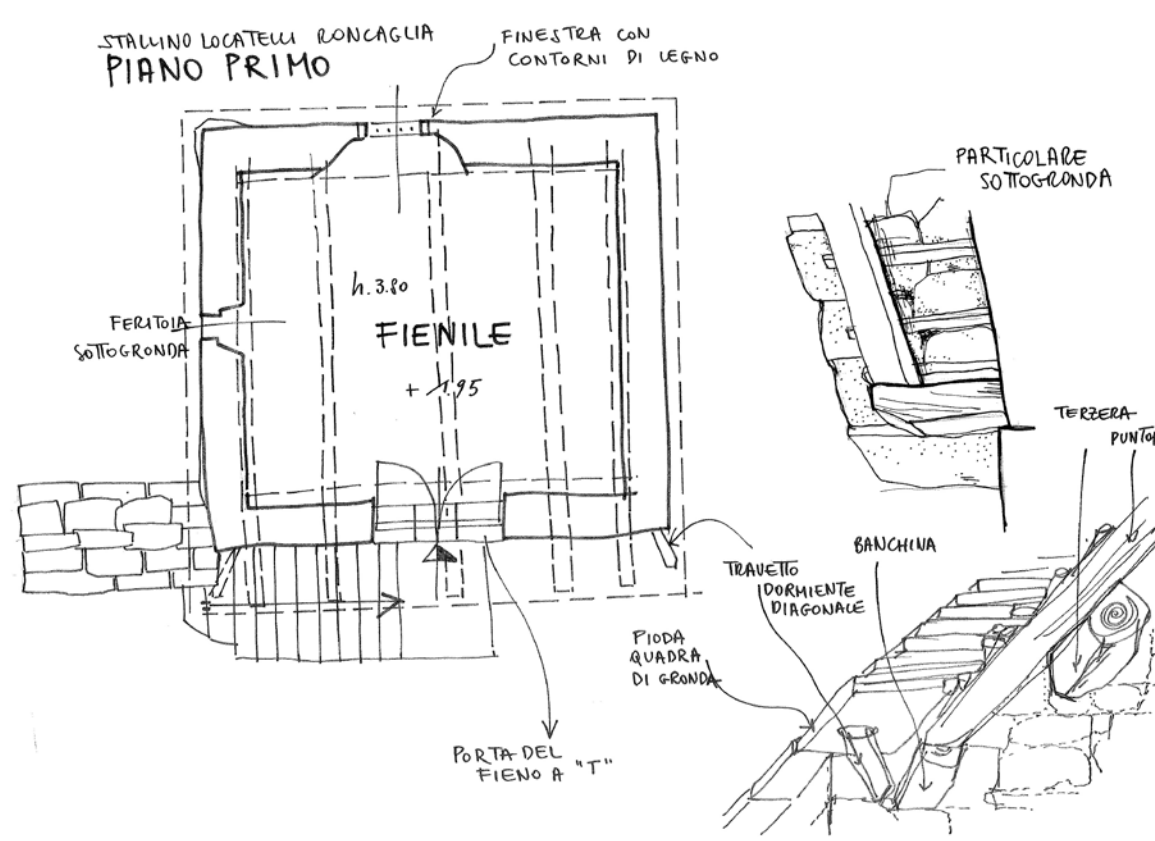 STALLINO LOCATELLI RONCAGLIA
PIANO PRIMO
FINESTRA CON
CONTORNI DI LEGNO
PARTICOLARE
SOTTOGRONDA
h. 3.80
FERITOIA
SOTTOGRONDA
FIENILE
+ 1.95
TERZERA
BANCHINA
TRAVETTO
DORMIENTE
DIAGONALE
PIODA
QUADRA
DI GRONDA
PORTA DEL
FIENO A "T"